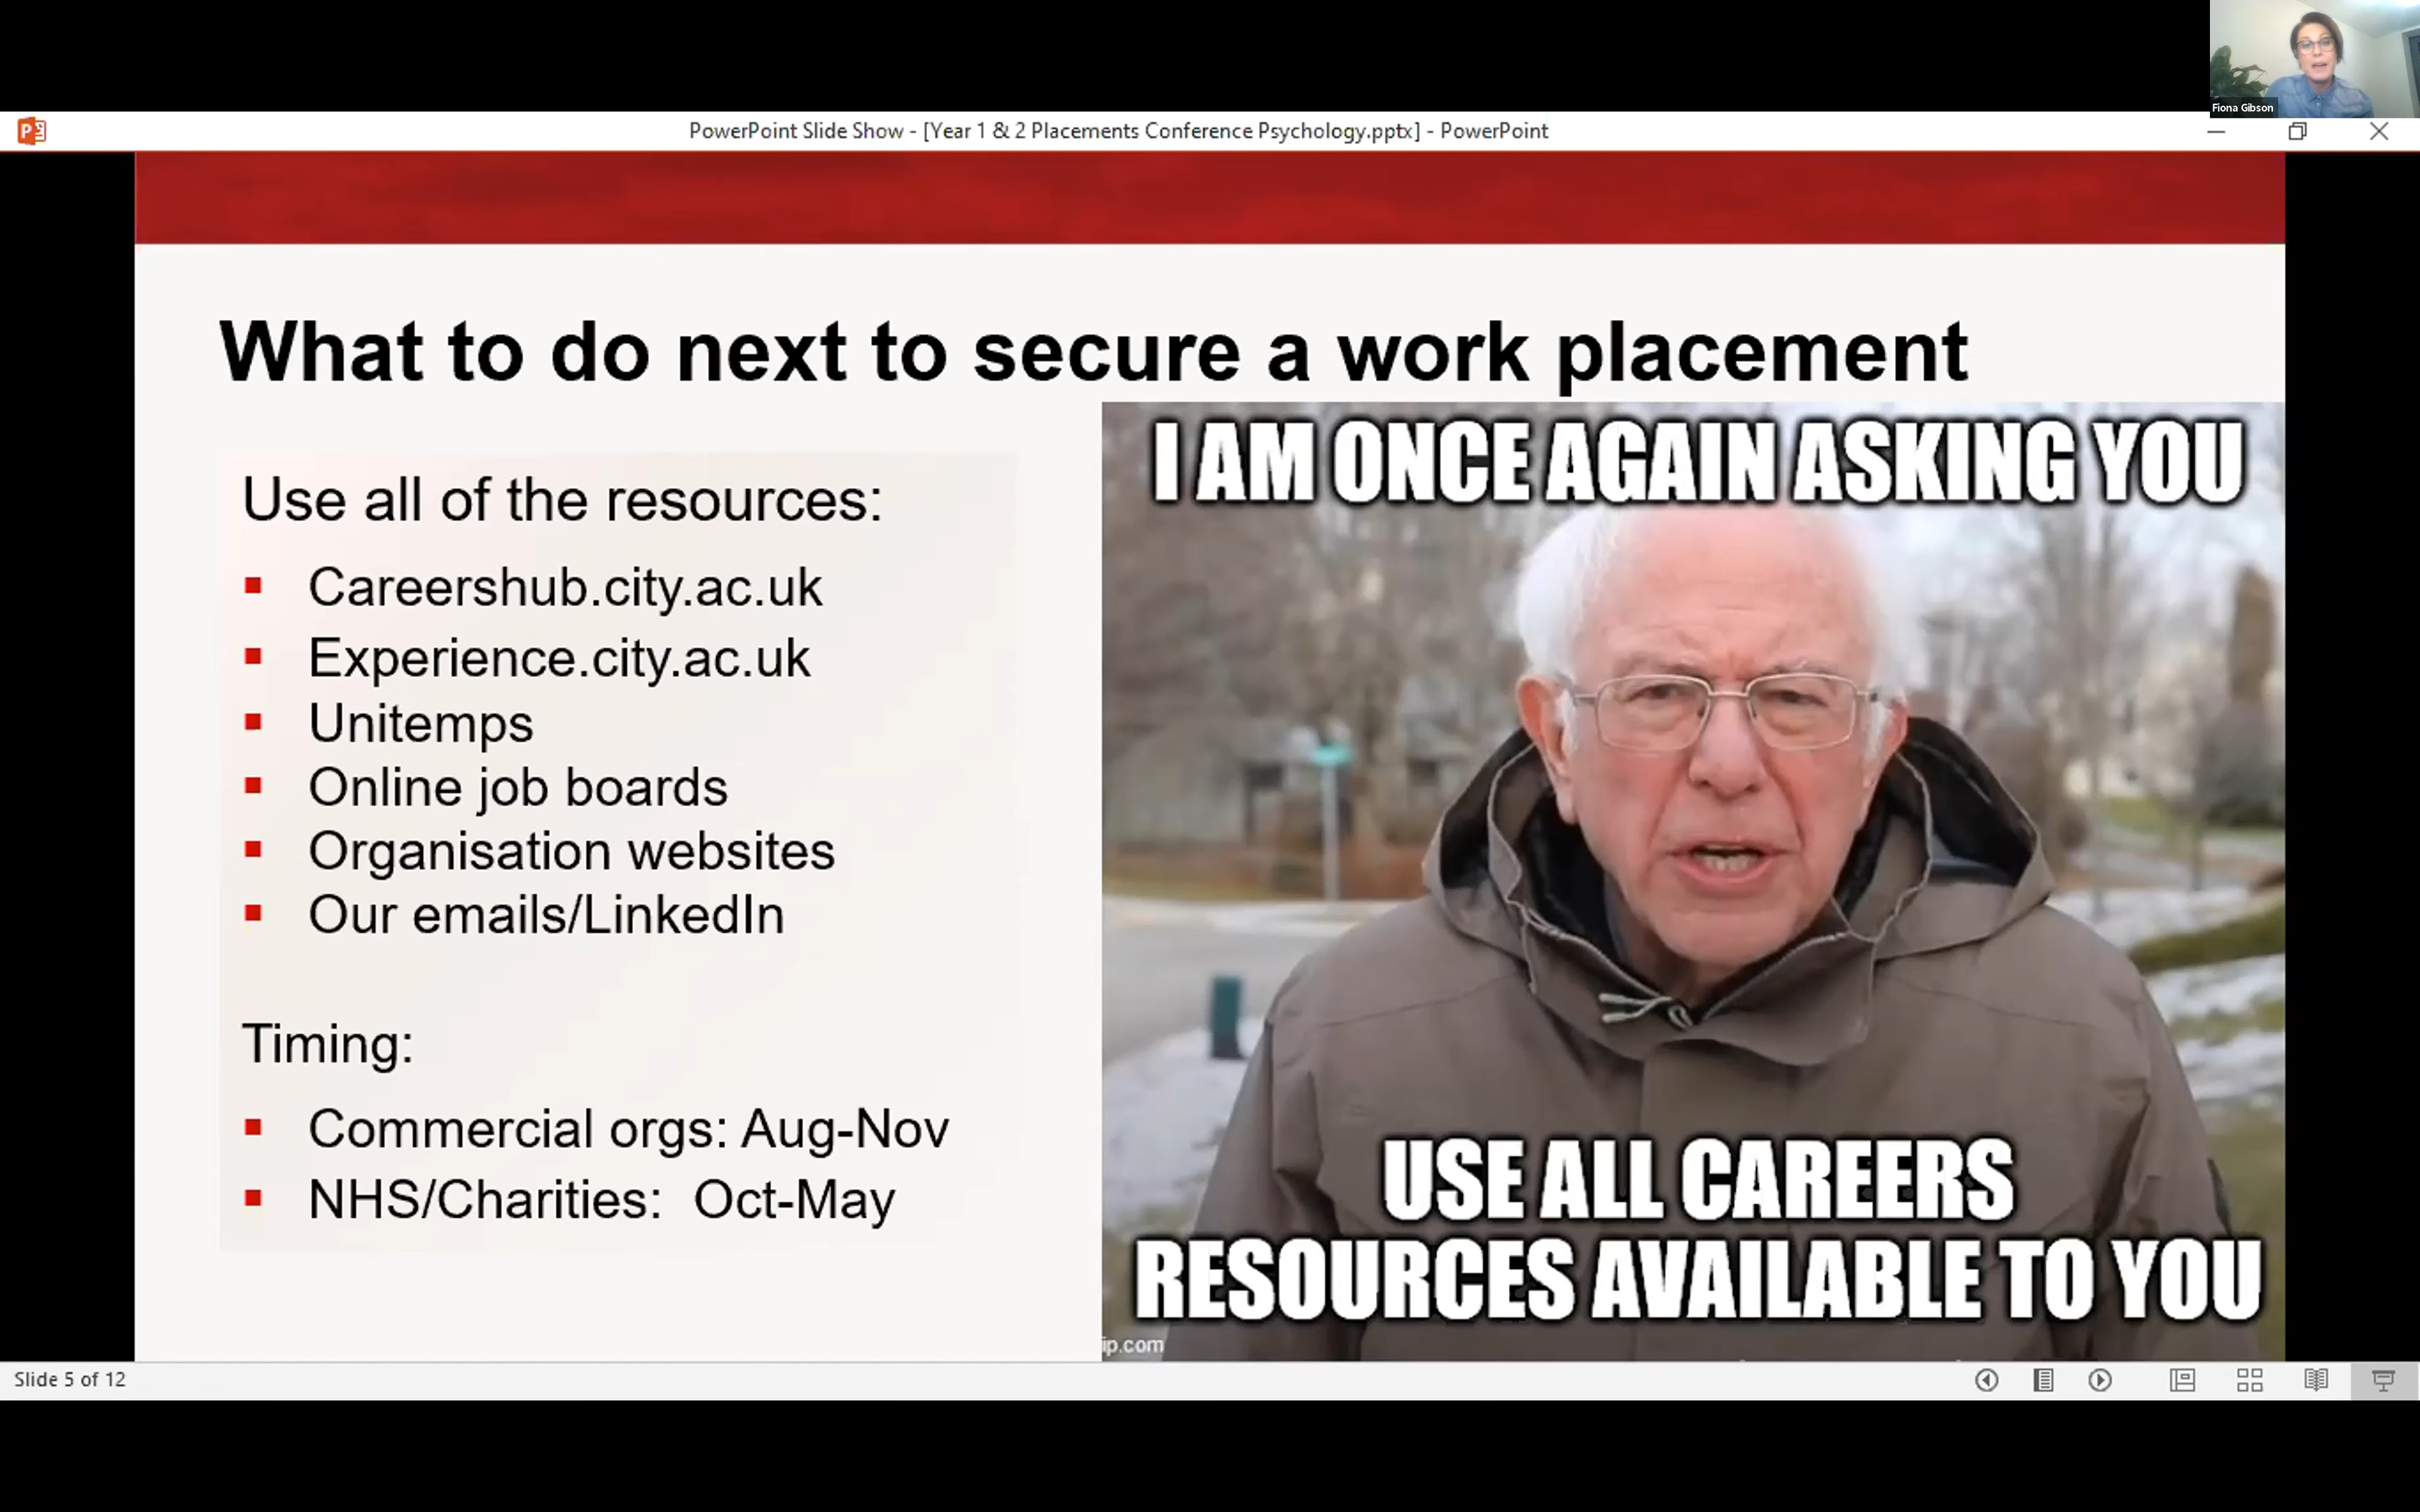 Fiona Gibson
PowerPoint Slide Show - [Year 1 & 2 Placements Conference Psychology.pptx] - PowerPoint
What to do next to secure a work placement
Use all of the resources:
Careershub.city.ac.uk
Experience.city.ac.uk
Unitemps
Online job boards
Organisation websites
Our emails/LinkedIn
Timing:
Commercial orgs: Aug-Nov
NHS/Charities: Oct-May
I AM ONCE AGAIN ASKING YOU
USE ALL CAREERS
RESOURCES AVAILABLE TO YOU
ip.com
Slide 5 of 12